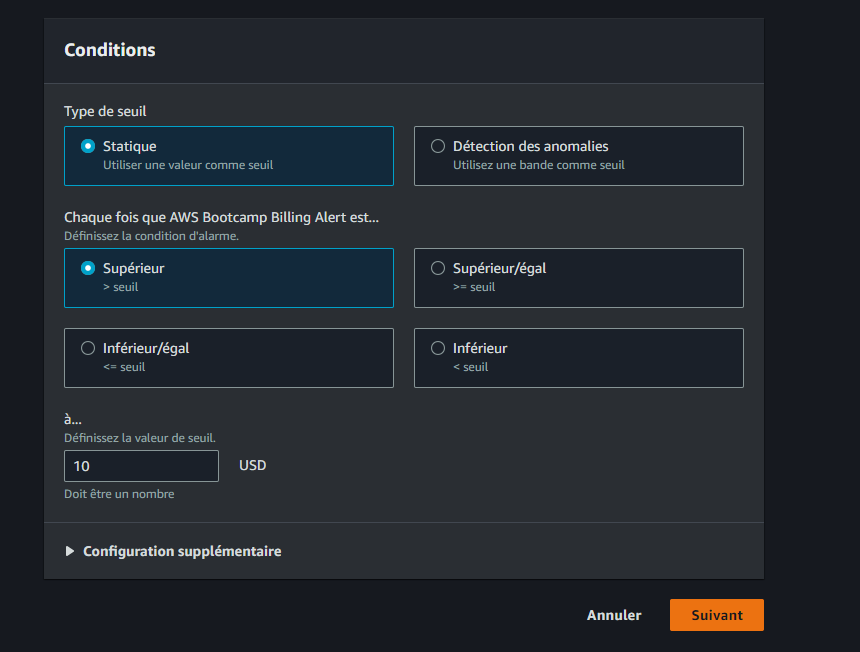 Conditions
Type de seuil
Statique
Utiliser une valeur comme seuil
Détection des anomalies
Utilisez une bande comme seuil
Chaque fois que AWS Bootcamp Billing Alert est...
Définissez la condition d'alarme.
Supérieur
> seuil
Supérieur/égal
>= seuil
Inférieur/égal
<= seuil
Inférieur
< seuil
à...
Définissez la valeur de seuil.
10
USD
Doit être un nombre
Configuration supplémentaire
Annuler
Suivant